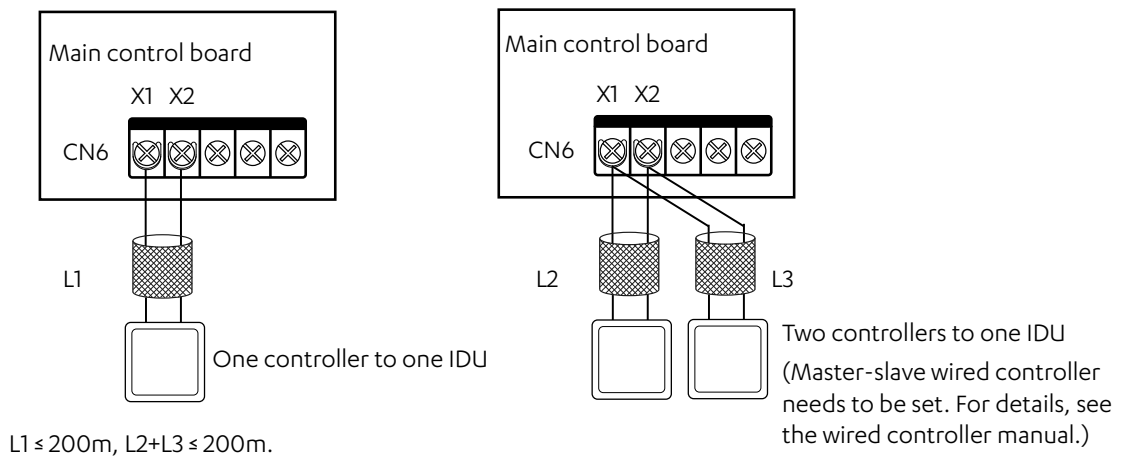 Main control board
X1 X2
CN6
L1
One controller to one IDU
Main control board
X1 X2
CN6
L2
L3
Two controllers to one IDU
(Master-slave wired controller
needs to be set. For details, see
the wired controller manual.)
L1 ≤ 200m, L2+L3 ≤ 200m.